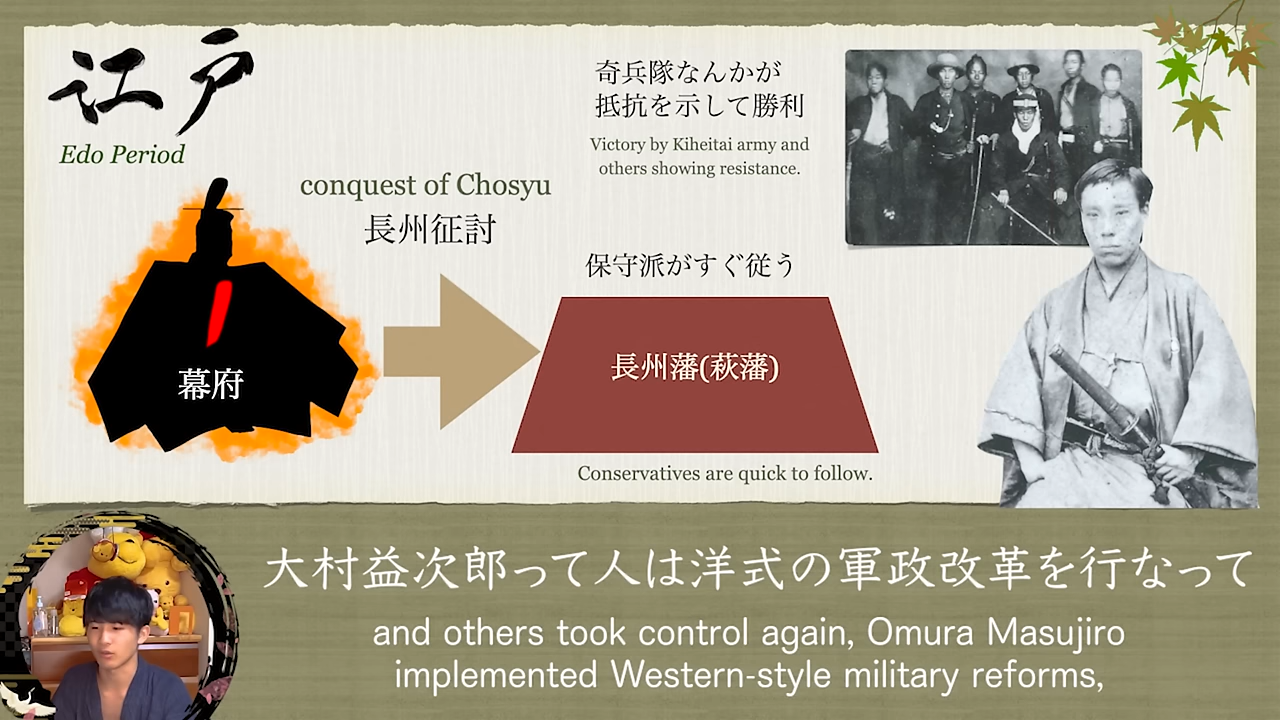 江戸
Edo Period
conquest of Chosyu
長州征討
奇兵隊なんかが
抵抗を示して勝利
Victory by Kiheitai army and
others showing resistance.
保守派がすぐ従う
幕府
長州藩(萩藩)
Conservatives are quick to follow.
大村益次郎って人は洋式の軍政改革を行なって
and others took control again, Omura Masujiro
implemented Western-style military reforms,